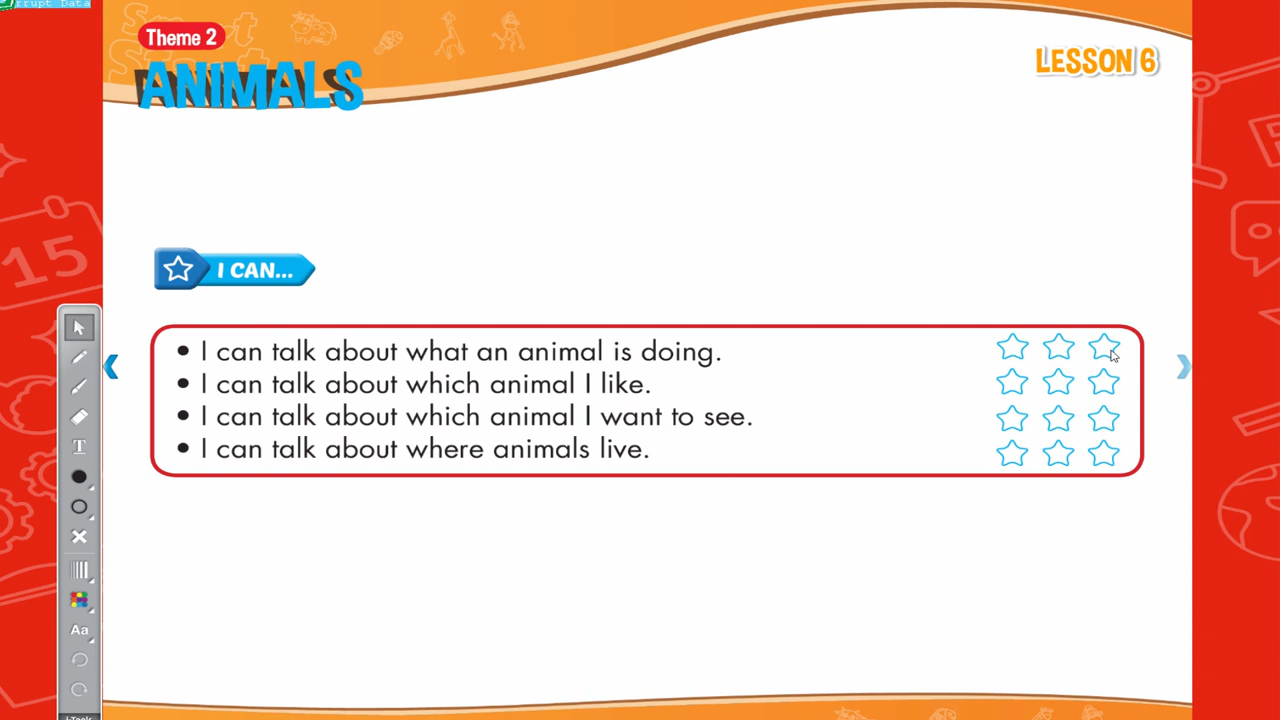 Theme 2
ANIMALS
LESSON 6
I CAN...
• I can talk about what an animal is doing.
• I can talk about which animal I like.
• I can talk about which animal I want to see.
• I can talk about where animals live.
15
T
Aa